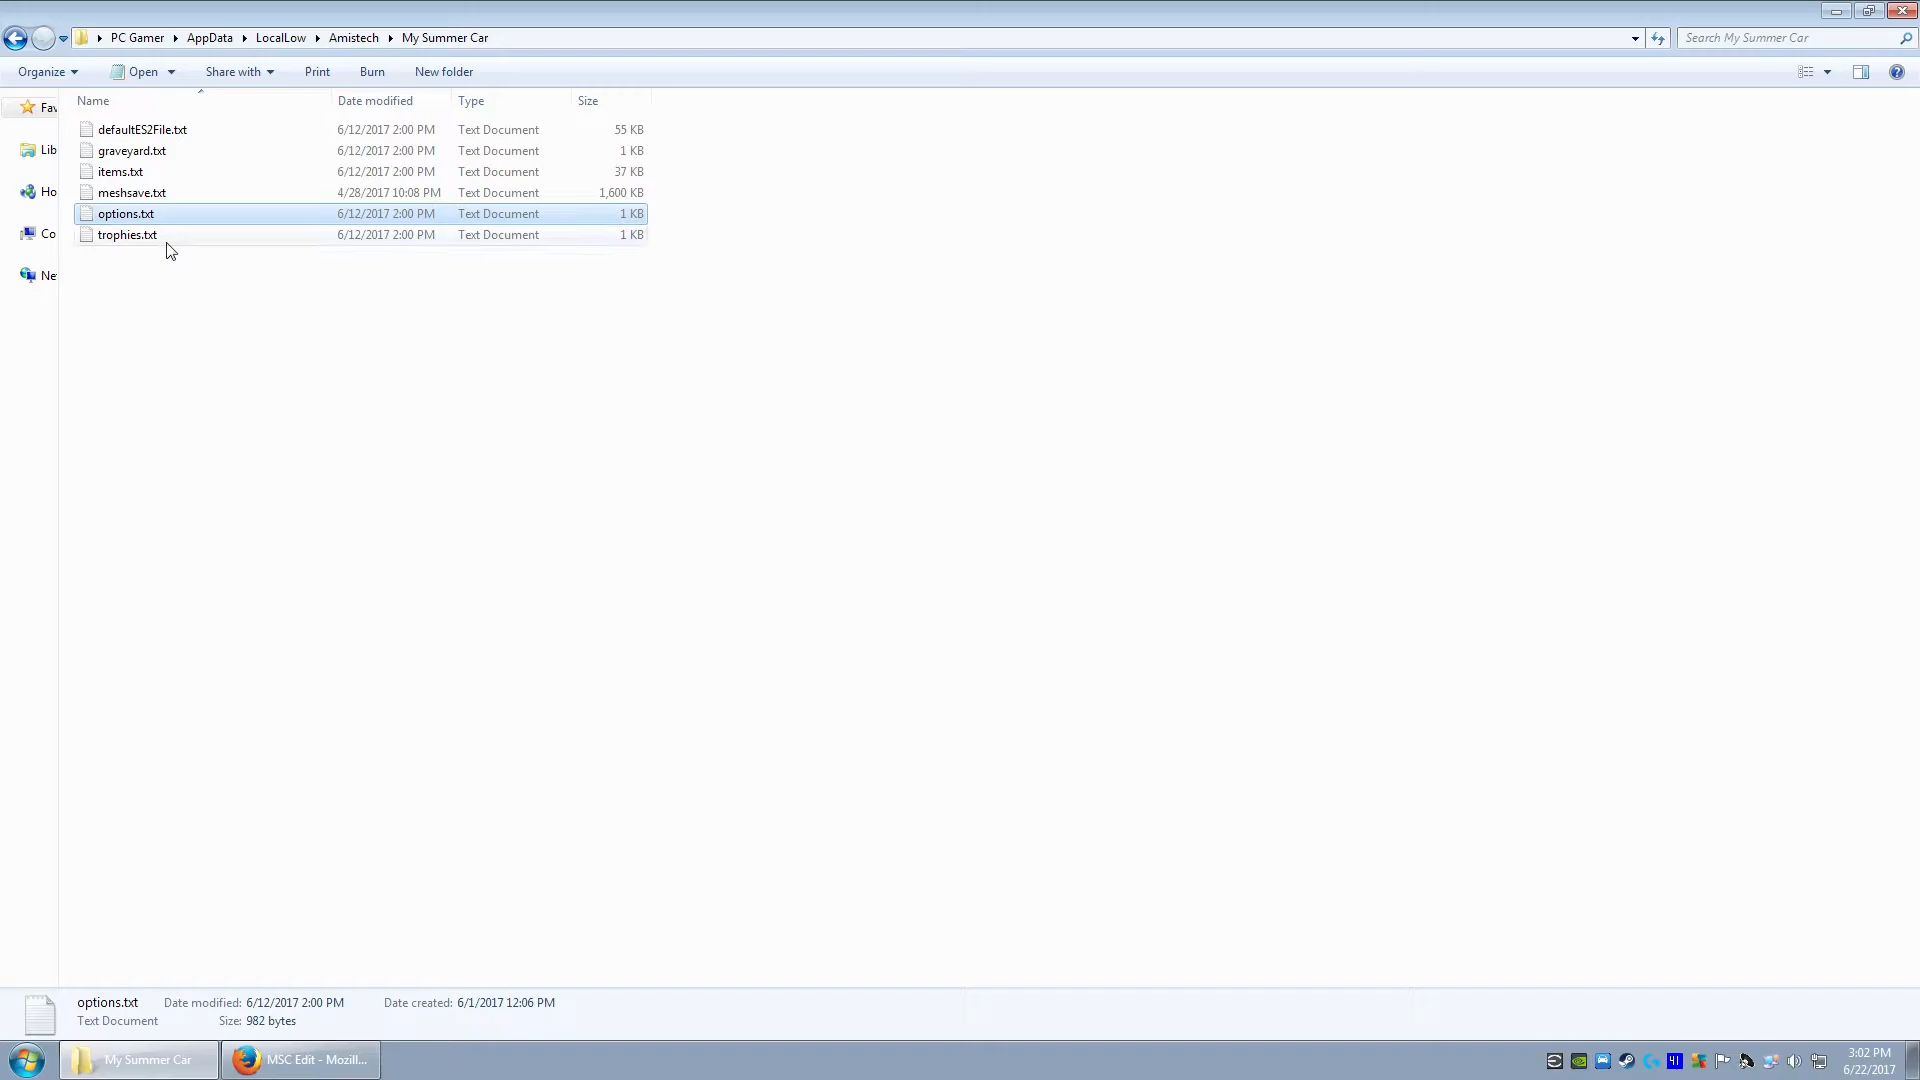 PC Gamer AppData LocalLow Amistech My Summer Car Search My Summer Car
Organize Open Share with Print Burn New folder
Name Date modified Type Size
Fav
defaultES2File.txt 6/12/2017 2:00 PM Text Document 55 KB
Lib
graveyard.txt 6/12/2017 2:00 PM Text Document 1 KB
items.txt 6/12/2017 2:00 PM Text Document 37 KB
Ho
meshsave.txt 4/28/2017 10:08 PM Text Document 1,600 KB
options.txt 6/12/2017 2:00 PM Text Document 1 KB
Co
trophies.txt 6/12/2017 2:00 PM Text Document 1 KB
Ne
options.txt Date modified: 6/12/2017 2:00 PM Date created: 6/1/2017 12:06 PM
Text Document Size: 982 bytes
My Summer Car MSC Edit - Mozill... 41 3:02 PM
6/22/2017